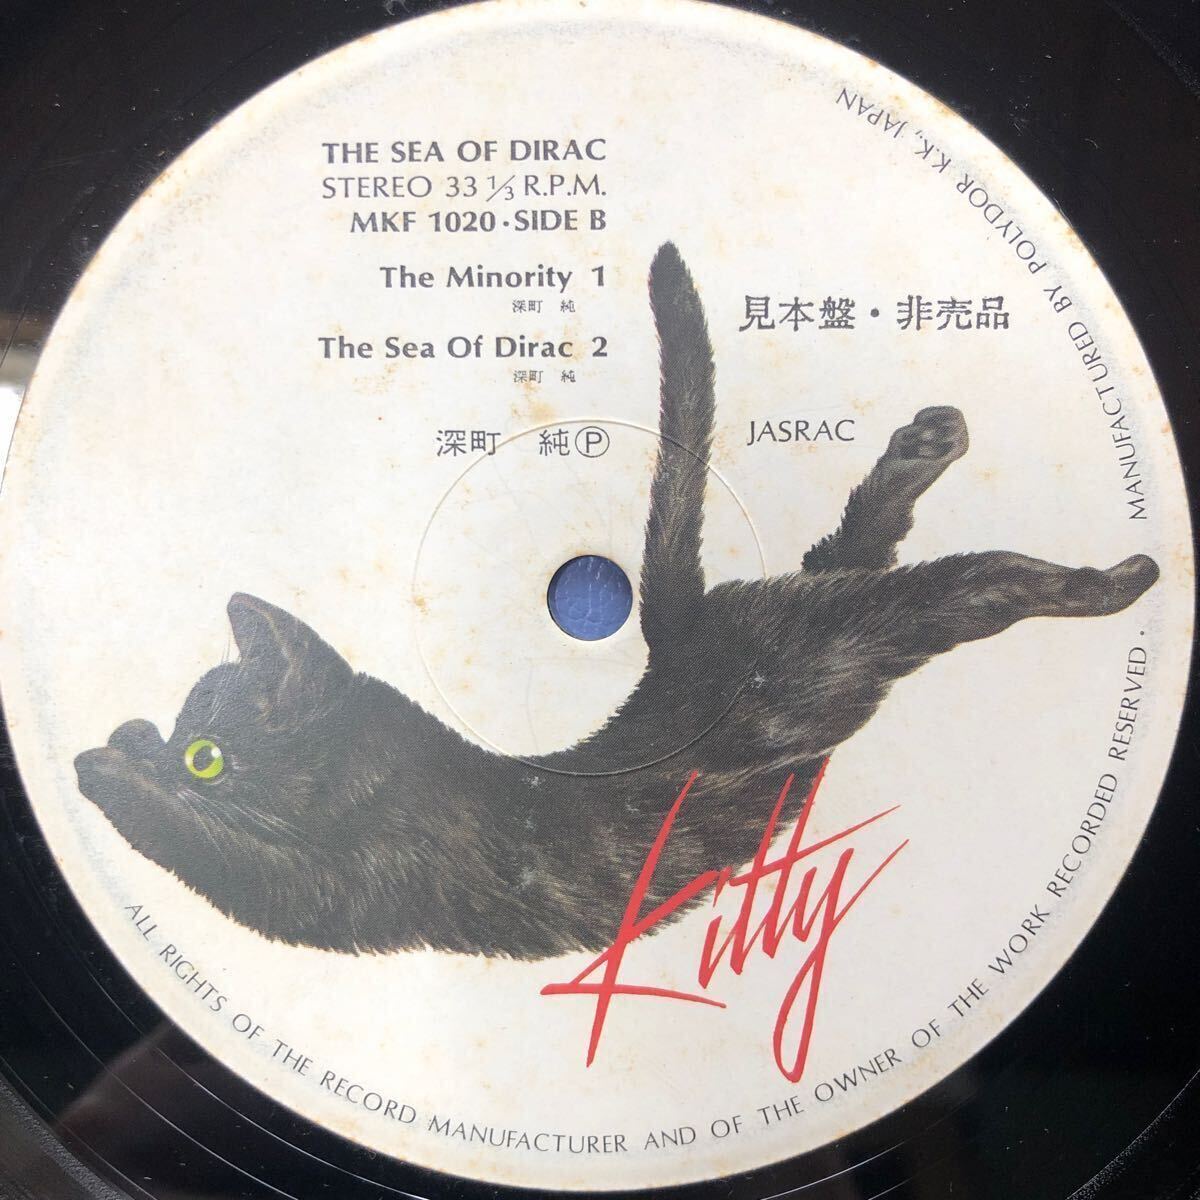 THE SEA OF DIRAC
STEREO 33 1/3 R.P.M.
MKF 1020・SIDE B
The Minority 1
深町 純
The Sea Of Dirac 2
深町 純
深町 純Ⓟ
見本盤・非売品
JASRAC
Kitty
MANUFACTURED BY POLYDOR K.K., JAPAN
ALL RIGHTS OF THE RECORD MANUFACTURER AND OF THE OWNER OF THE WORK RECORDED RESERVED・